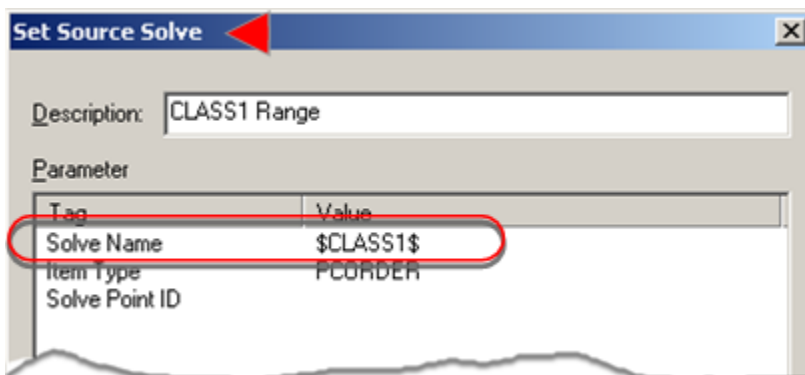 Set Source Solve
Description: CLASS1 Range
Parameter
Tag Value
Solve Name $CLASS1$
Item Type PCORDER
Solve Point ID